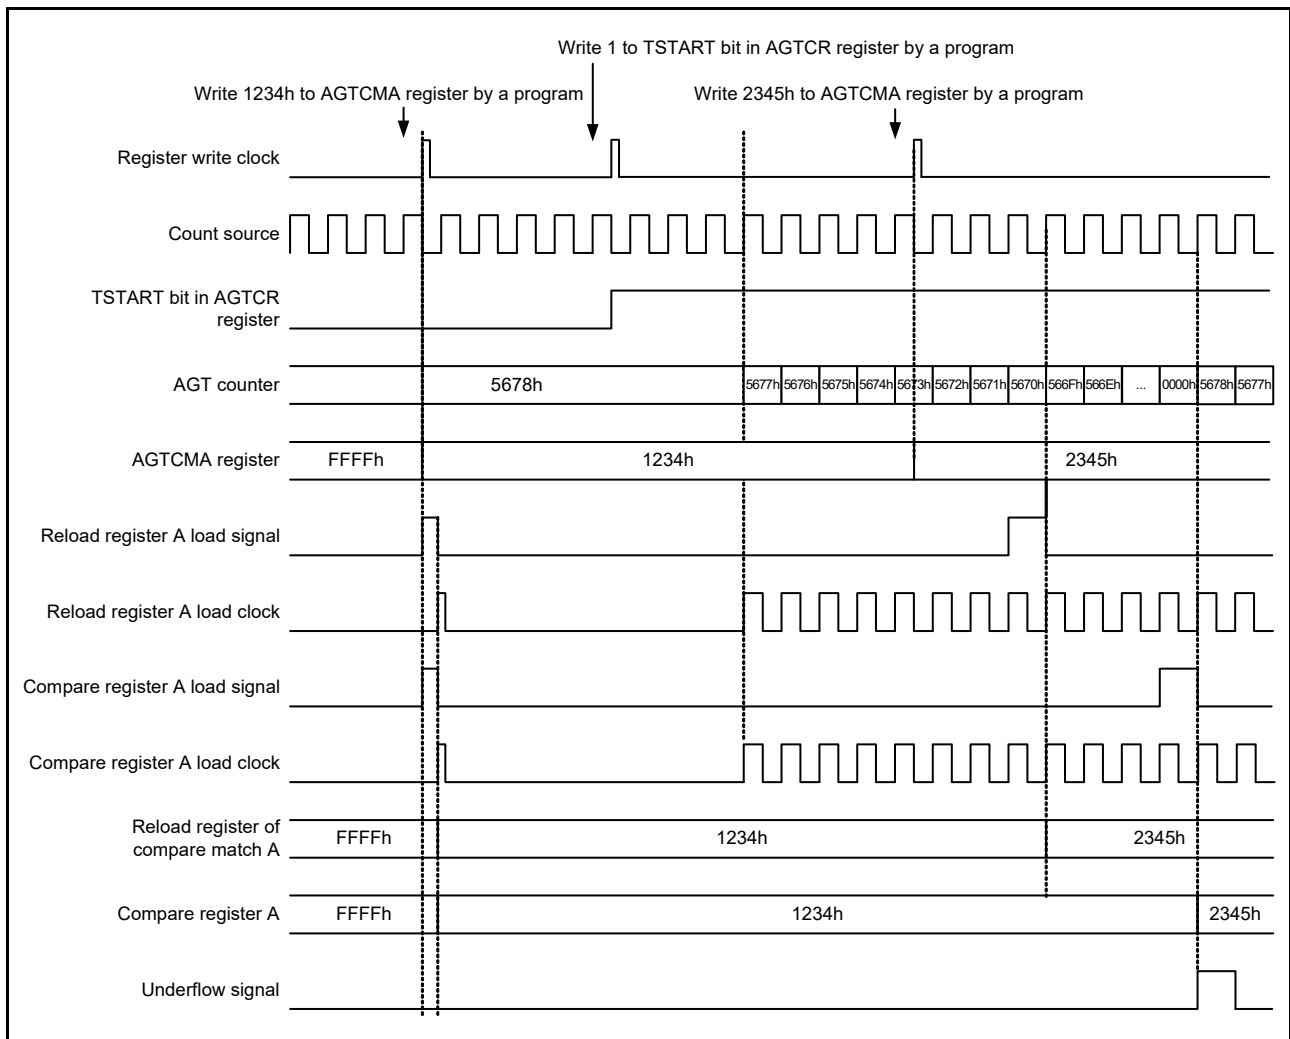 Write 1 to TSTART bit in AGTCR register by a program
Write 1234h to AGTCMA register by a program
Write 2345h to AGTCMA register by a program
Register write clock
Count source
TSTART bit in AGTCR
register
AGT counter
5678h
5677h 5676h 5675h 5674h 5673h 5672h 5671h 5670h 566Fh 566Eh ... 0000h 5678h 5677h
AGTCMA register
FFFFh
1234h
2345h
Reload register A load signal
Reload register A load clock
Compare register A load signal
Compare register A load clock
Reload register of
compare match A
FFFFh
1234h
2345h
Compare register A
FFFFh
1234h
2345h
Underflow signal